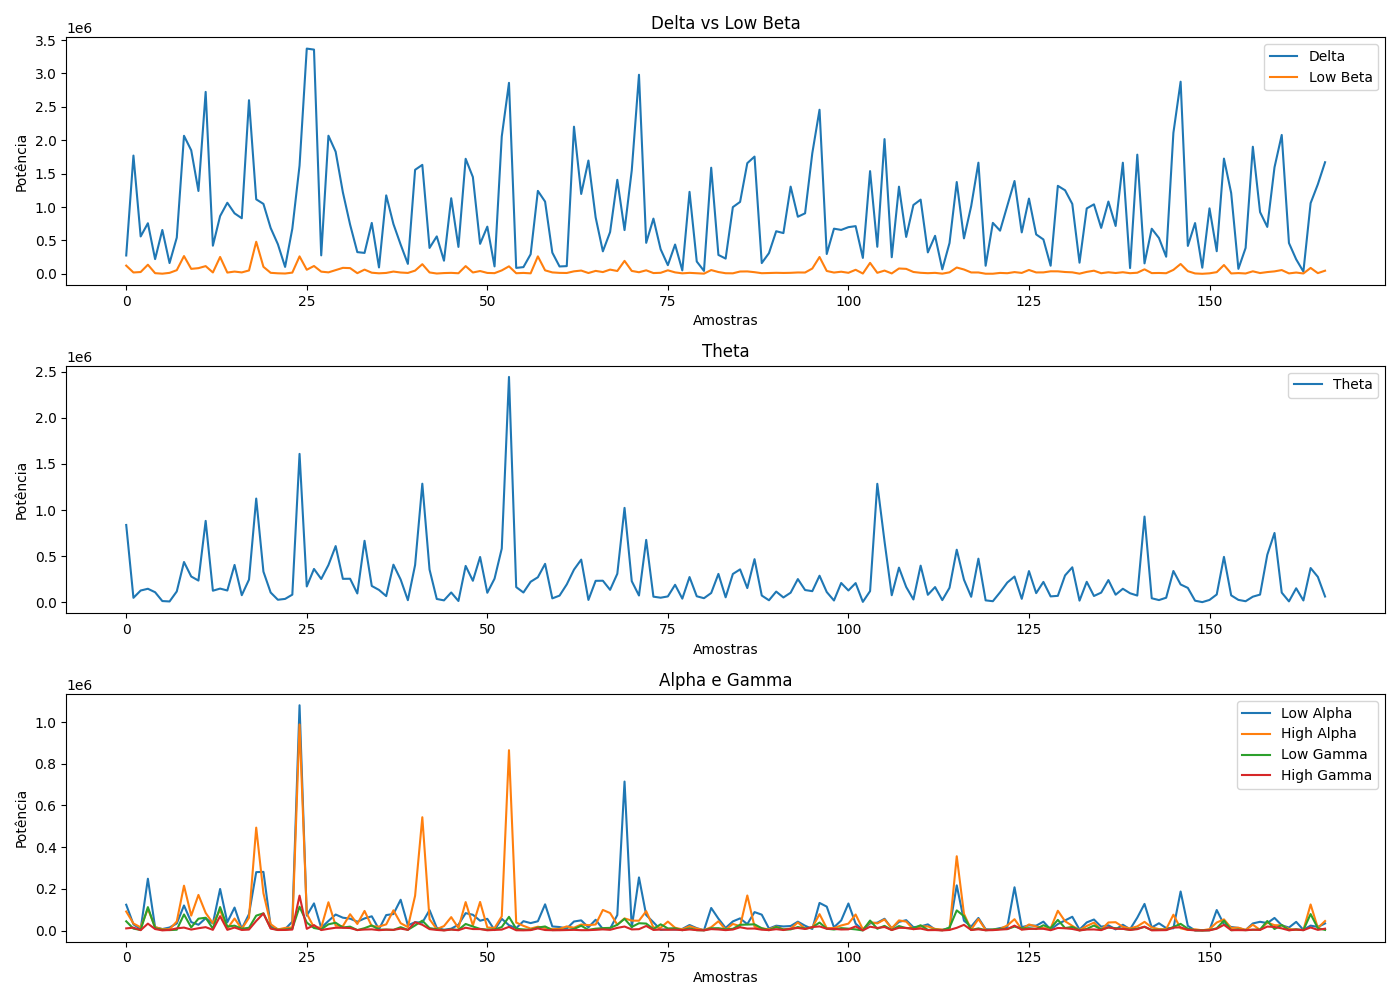 Delta vs Low Beta
1e6
3.5
3.0
2.5
2.0
1.5
1.0
0.5
0.0
Potência
Delta
Low Beta
0 25 50 75 100 125 150
Amostras
Theta
1e6
2.5
2.0
1.5
1.0
0.5
0.0
Potência
Theta
0 25 50 75 100 125 150
Amostras
Alpha e Gamma
1e6
1.0
0.8
0.6
0.4
0.2
0.0
Potência
Low Alpha
High Alpha
Low Gamma
High Gamma
0 25 50 75 100 125 150
Amostras